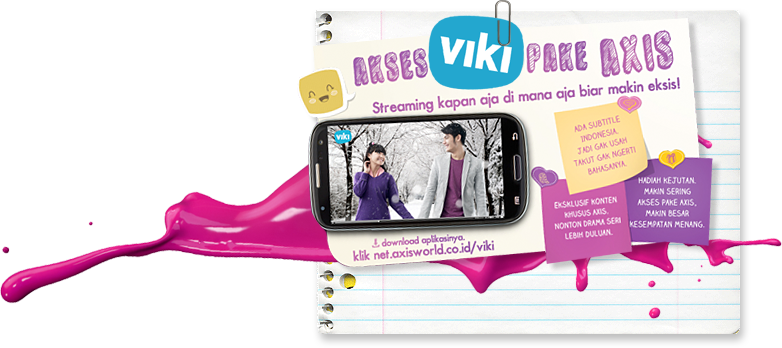 AKSES viki PAKE AXIS
Streaming kapan aja di mana aja biar makin eksis!
viki
ADA SUBTITLE
INDONESIA,
JADI GAK USAH
TAKUT GAK NGERTI
BAHASANYA.
EKSKLUSIF KONTEN
KHUSUS AXIS.
NONTON DRAMA SERI
LEBIH DULUAN.
HADIAH KEJUTAN.
MAKIN SERING
AKSES PAKE AXIS,
MAKIN BESAR
KESEMPATAN MENANG.
download aplikasinya,
klik net.axisworld.co.id/viki